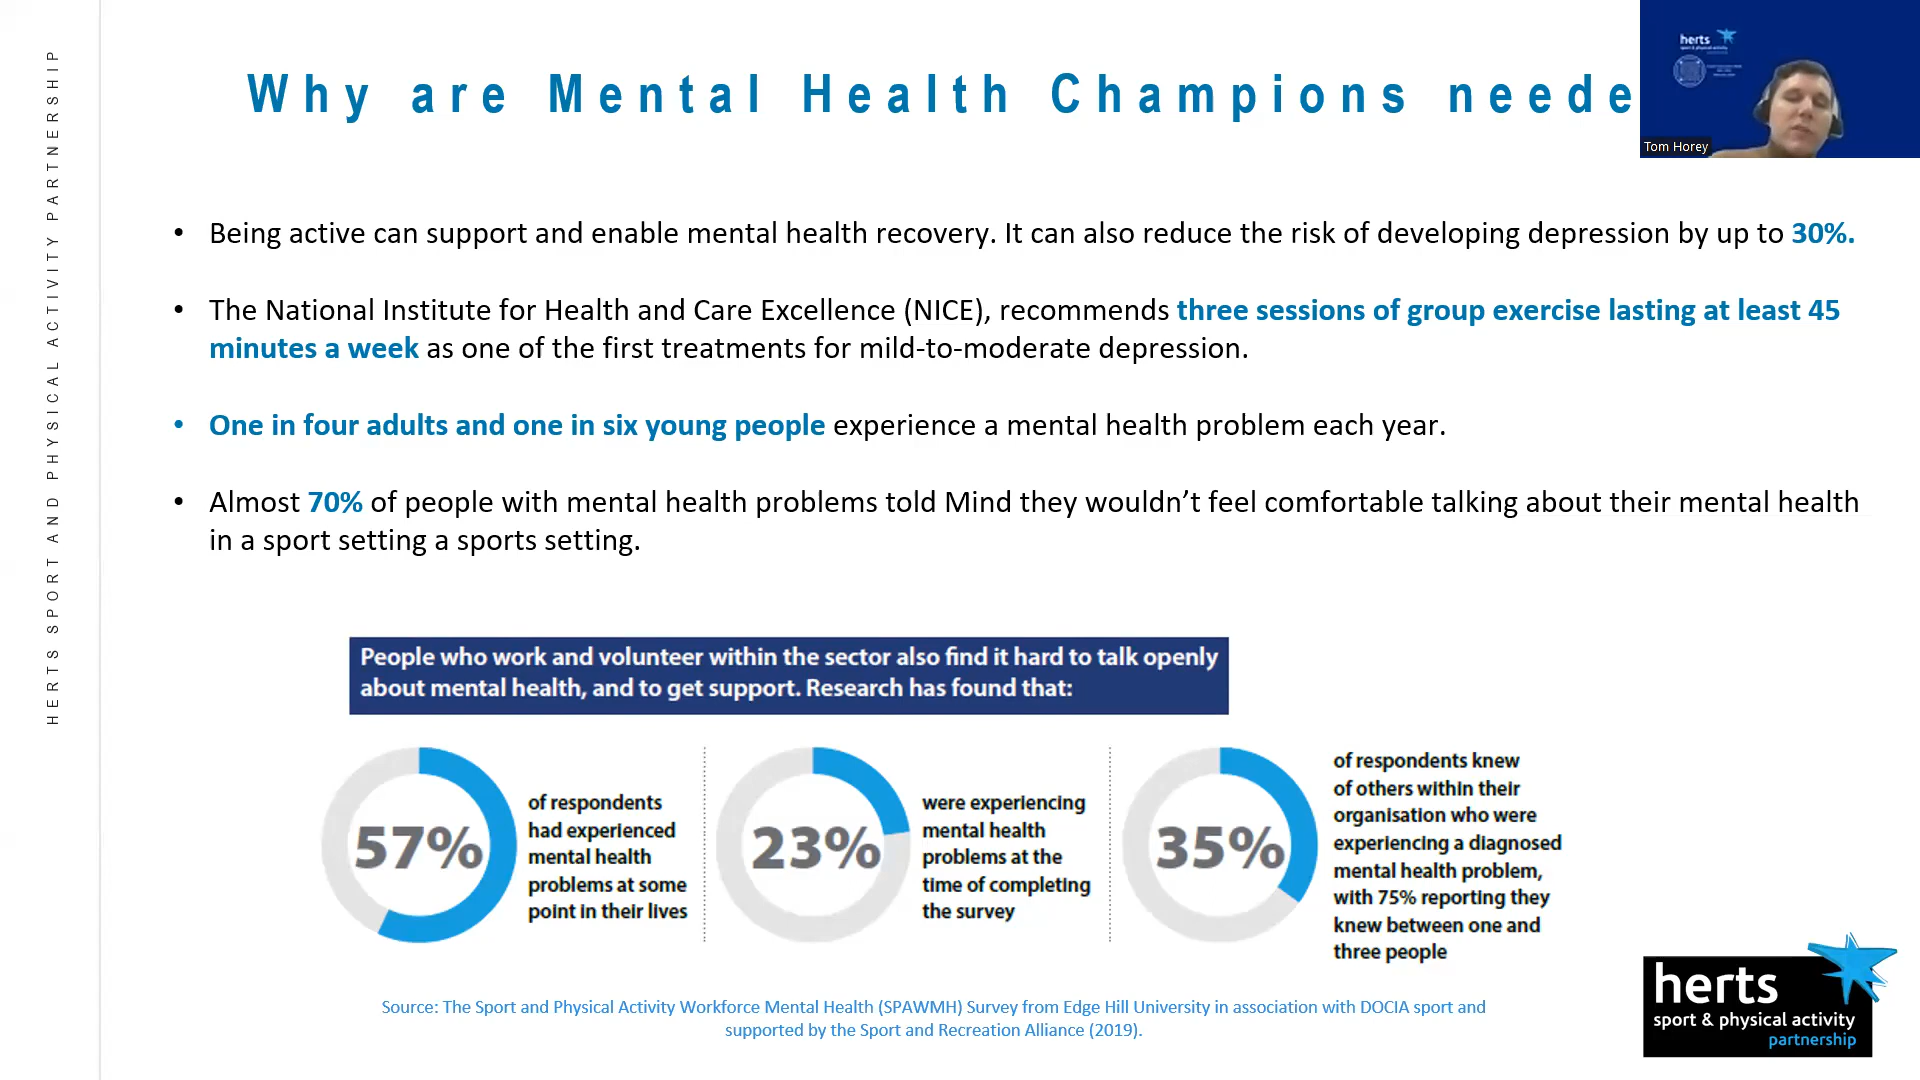 HERTS SPORT AND PHYSICAL ACTIVITY PARTNERSHIP
Why are Mental Health Champions neede
herts
Tom Horey
• Being active can support and enable mental health recovery. It can also reduce the risk of developing depression by up to 30%.
• The National Institute for Health and Care Excellence (NICE), recommends three sessions of group exercise lasting at least 45
minutes a week as one of the first treatments for mild-to-moderate depression.
• One in four adults and one in six young people experience a mental health problem each year.
• Almost 70% of people with mental health problems told Mind they wouldn’t feel comfortable talking about their mental health
in a sport setting a sports setting.
People who work and volunteer within the sector also find it hard to talk openly
about mental health, and to get support. Research has found that:
57%
of respondents
had experienced
mental health
problems at some
point in their lives
23%
were experiencing
mental health
problems at the
time of completing
the survey
35%
of respondents knew
of others within their
organisation who were
experiencing a diagnosed
mental health problem,
with 75% reporting they
knew between one and
three people
Source: The Sport and Physical Activity Workforce Mental Health (SPAWMH) Survey from Edge Hill University in association with DOCIA sport and
supported by the Sport and Recreation Alliance (2019).
herts
sport & physical activity
partnership